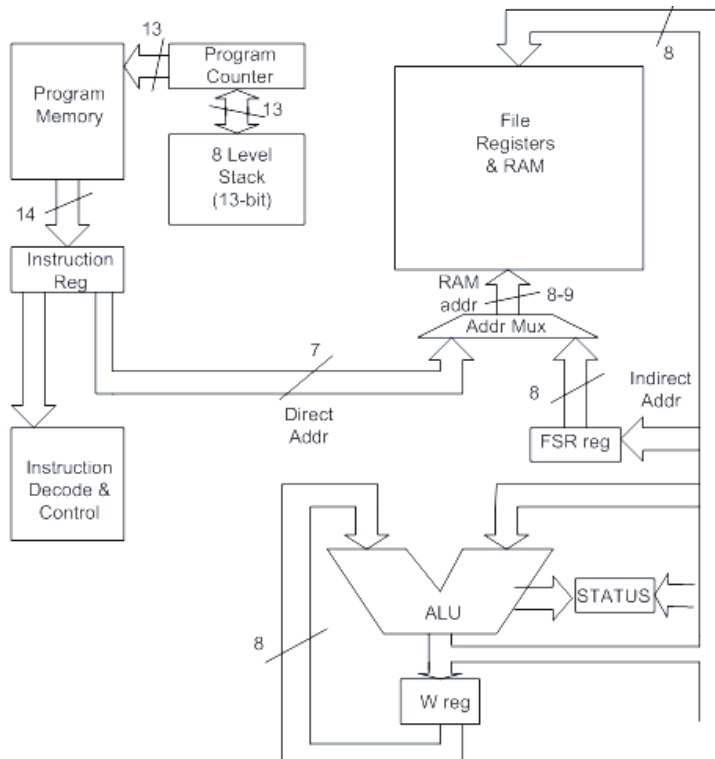 13
8
Program
Counter
Program
Memory
13
File
Registers
& RAM
8 Level
Stack
(13-bit)
14
Instruction
Reg
RAM
addr
8-9
Addr Mux
7
Direct
Addr
8
Indirect
Addr
FSR reg
Instruction
Decode &
Control
STATUS
ALU
8
W reg